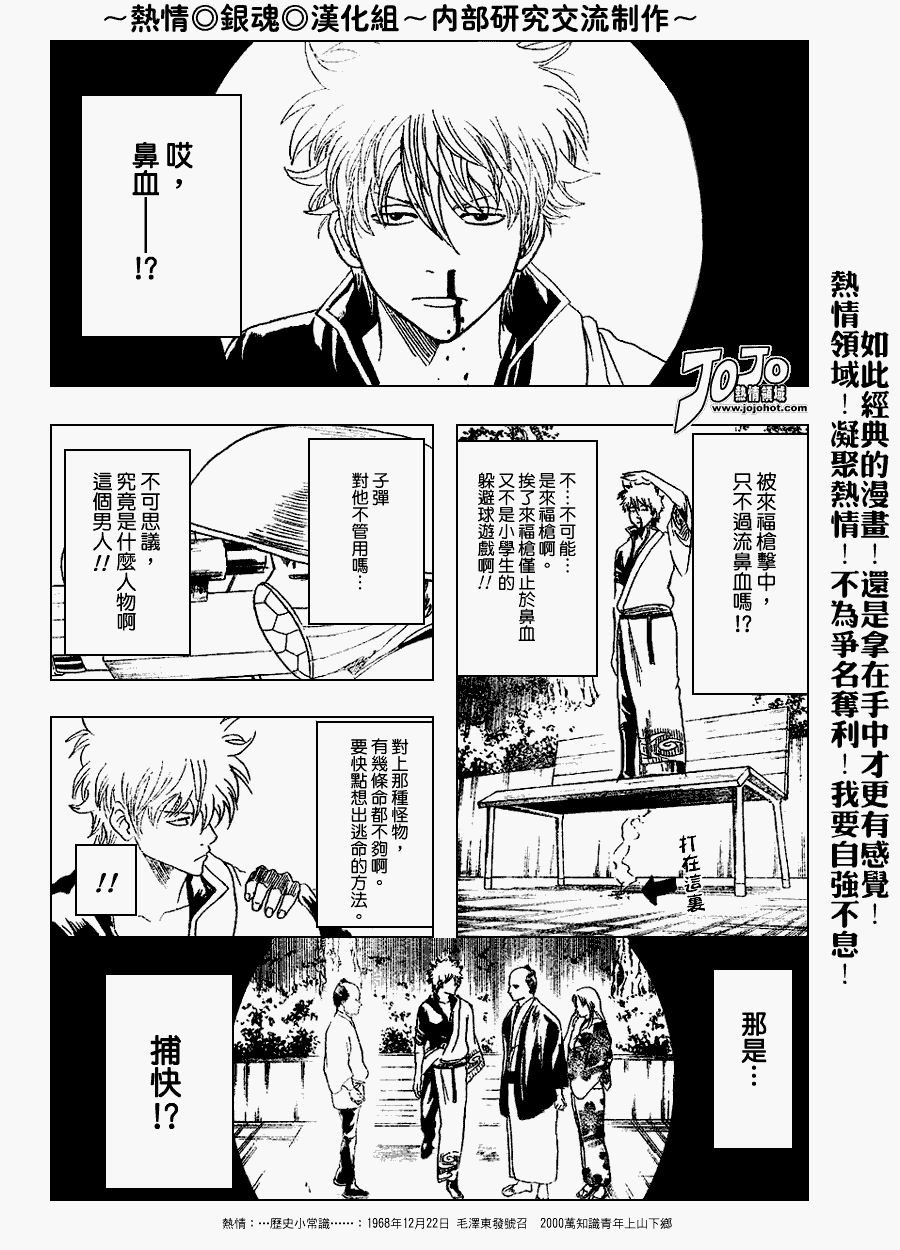 ～熱情◎銀魂◎漢化組～内部研究交流制作～
哎，
鼻血——!?
如此經典的漫畫！還是拿在手中才更有感覺！
熱情領域！凝聚熱情！不為爭名奪利！我要自強不息！
JOJO
熱情領域
www.jojohot.com
被來福槍擊中，
只不過流鼻血嗎!?
不…不可能…
是來福槍啊。
挨了來福槍僅止於鼻血
又不是小學生的
躲避球遊戲啊!!
打在這裏
子彈
對他不管用嗎…
不可思議，
究竟是什麼人物啊
這個男人!!
對上那種怪物，
有幾條命都不夠啊。
要快點想出逃命的方法。
!!
那是…
捕快!?
熱情：…歷史小常識……：1968年12月22日 毛澤東發號召 2000萬知識青年上山下鄉